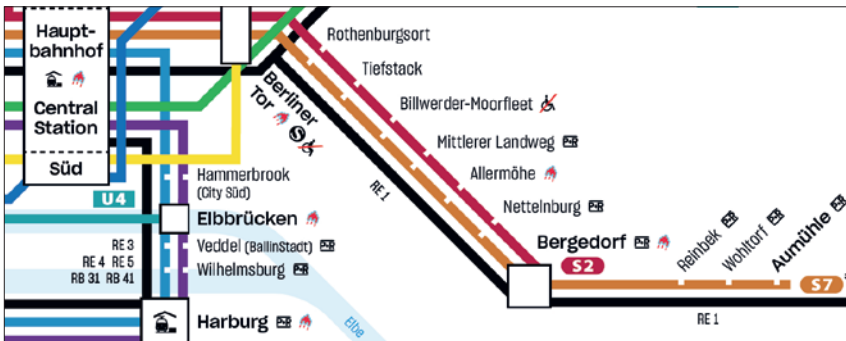 Haupt-
bahnhof
Central
Station
Süd
Berliner
Tor
S
Rothenburgsort
Tiefstack
Billwerder-Moorfleet
Mittlerer Landweg P+R
Allermöhe
Nettelnburg P+R
Bergedorf P+R
S2
Reinbek P+R
Wohltorf P+R
Aumühle P+R
S7
RE 1
RE 1
Hammerbrook
(City Süd)
U4
Elbbrücken
RE 3
RE 4 RE 5
RB 31 RB 41
Veddel (BallinStadt) P+R
Wilhelmsburg P+R
Harburg P+R
Elbe